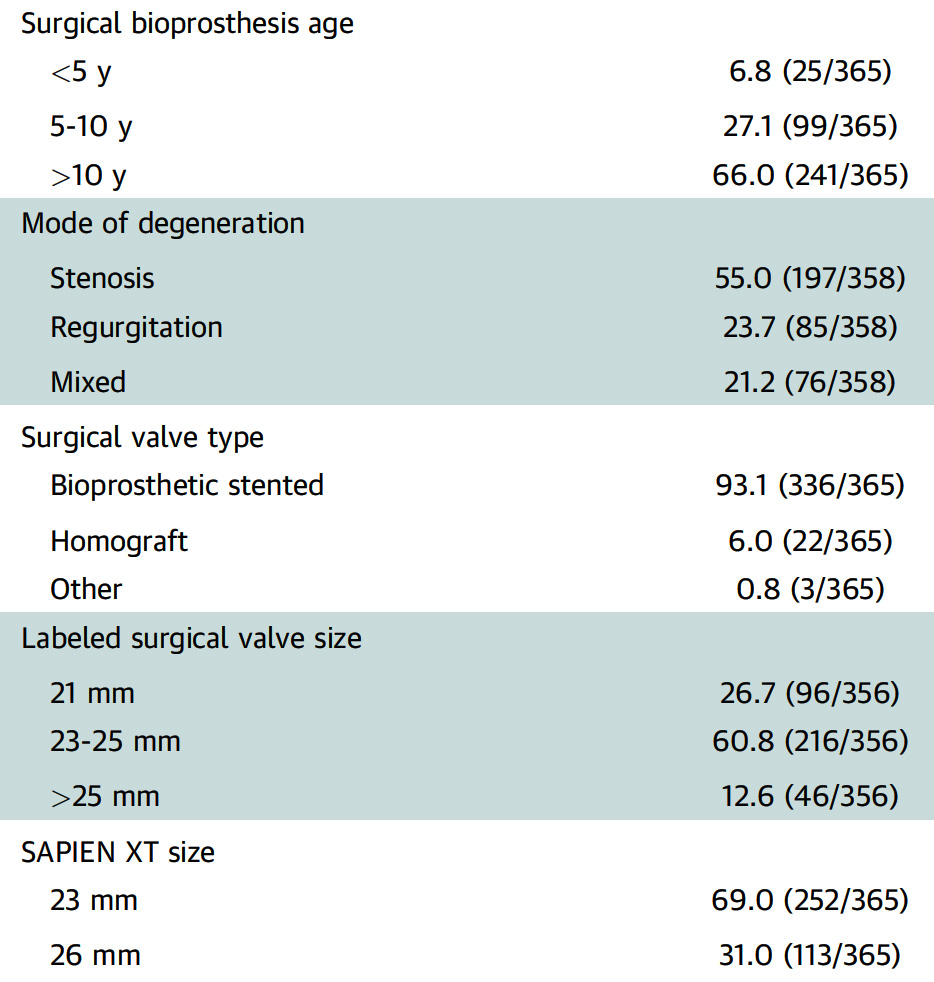 Surgical bioprosthesis age
<5 y 6.8 (25/365)
5-10 y 27.1 (99/365)
>10 y 66.0 (241/365)
Mode of degeneration
Stenosis 55.0 (197/358)
Regurgitation 23.7 (85/358)
Mixed 21.2 (76/358)
Surgical valve type
Bioprosthetic stented 93.1 (336/365)
Homograft 6.0 (22/365)
Other 0.8 (3/365)
Labeled surgical valve size
21 mm 26.7 (96/356)
23-25 mm 60.8 (216/356)
>25 mm 12.6 (46/356)
SAPIEN XT size
23 mm 69.0 (252/365)
26 mm 31.0 (113/365)